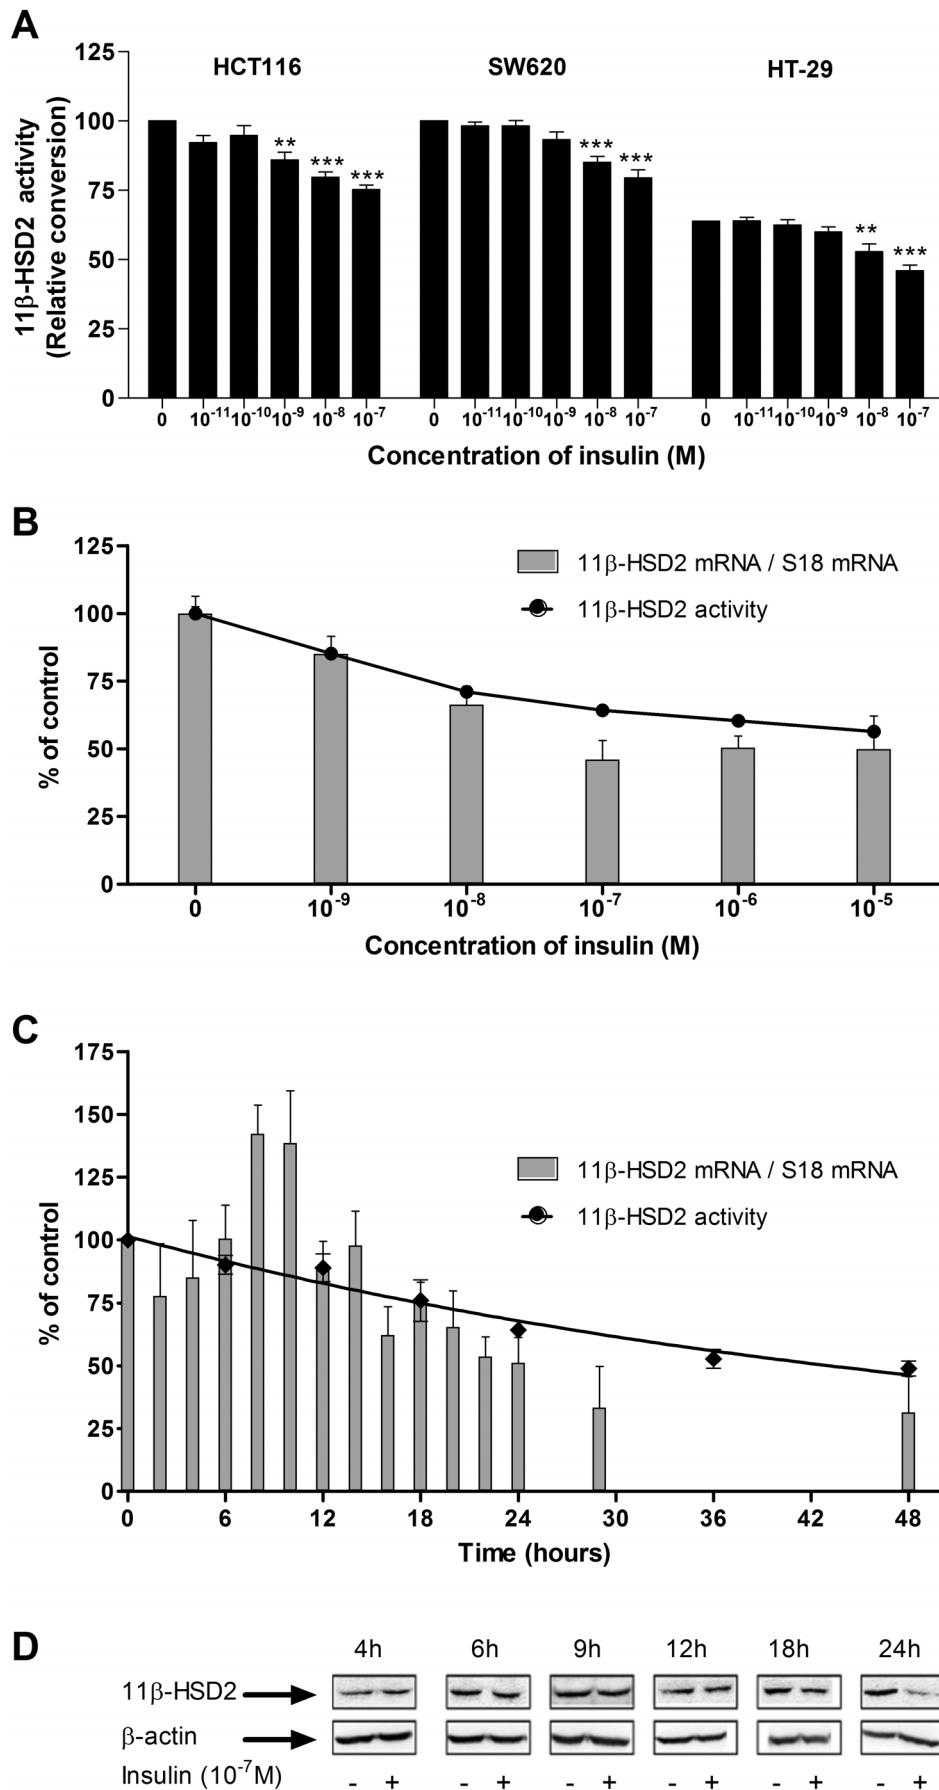 A
125
100
75
50
25
0
11β-HSD2 activity
(Relative conversion)
HCT116
SW620
HT-29
** *** ***
*** ***
** ***
0 10⁻¹¹ 10⁻¹⁰ 10⁻⁹ 10⁻⁸ 10⁻⁷
0 10⁻¹¹ 10⁻¹⁰ 10⁻⁹ 10⁻⁸ 10⁻⁷
0 10⁻¹¹ 10⁻¹⁰ 10⁻⁹ 10⁻⁸ 10⁻⁷
Concentration of insulin (M)
B
125
100
75
50
25
0
% of control
11β-HSD2 mRNA / S18 mRNA
11β-HSD2 activity
0 10⁻⁹ 10⁻⁸ 10⁻⁷ 10⁻⁶ 10⁻⁵
Concentration of insulin (M)
C
175
150
125
100
75
50
25
0
% of control
11β-HSD2 mRNA / S18 mRNA
11β-HSD2 activity
0 6 12 18 24 30 36 42 48
Time (hours)
D
4h 6h 9h 12h 18h 24h
11β-HSD2
β-actin
Insulin (10⁻⁷M) - + - + - + - + - + - +